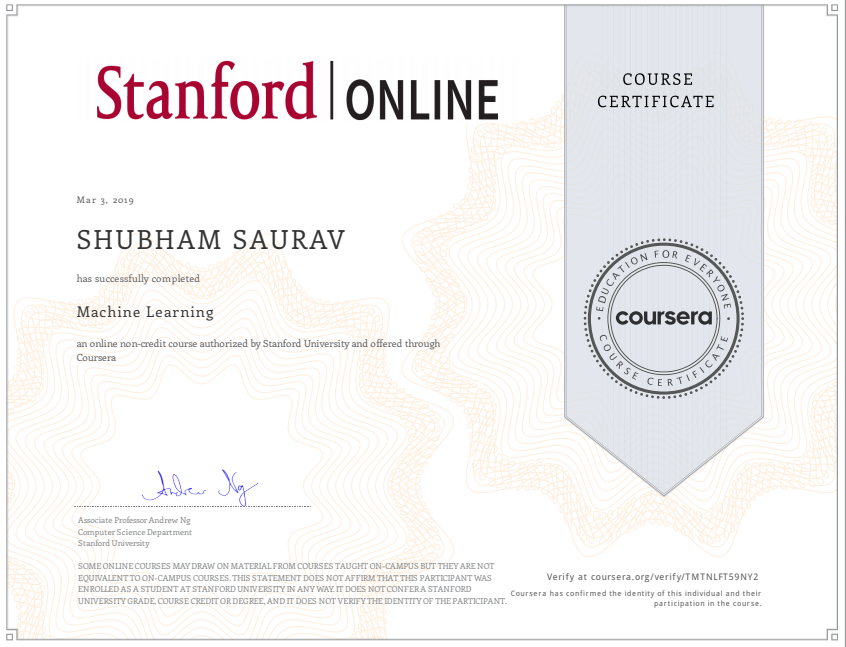 Stanford | ONLINE
COURSE
CERTIFICATE
Mar 3, 2019
SHUBHAM SAURAV
has successfully completed
Machine Learning
an online non-credit course authorized by Stanford University and offered through
Coursera
EDUCATION FOR EVERYONE
coursera
COURSE CERTIFICATE
Andrew Ng
Associate Professor Andrew Ng
Computer Science Department
Stanford University
SOME ONLINE COURSES MAY DRAW ON MATERIAL FROM COURSES TAUGHT ON-CAMPUS BUT THEY ARE NOT
EQUIVALENT TO ON-CAMPUS COURSES. THIS STATEMENT DOES NOT AFFIRM THAT THIS PARTICIPANT WAS
ENROLLED AS A STUDENT AT STANFORD UNIVERSITY IN ANY WAY. IT DOES NOT CONFER A STANFORD
UNIVERSITY GRADE, COURSE CREDIT OR DEGREE, AND IT DOES NOT VERIFY THE IDENTITY OF THE PARTICIPANT.
Verify at coursera.org/verify/TMTNLFT59NY2
Coursera has confirmed the identity of this individual and their
participation in the course.